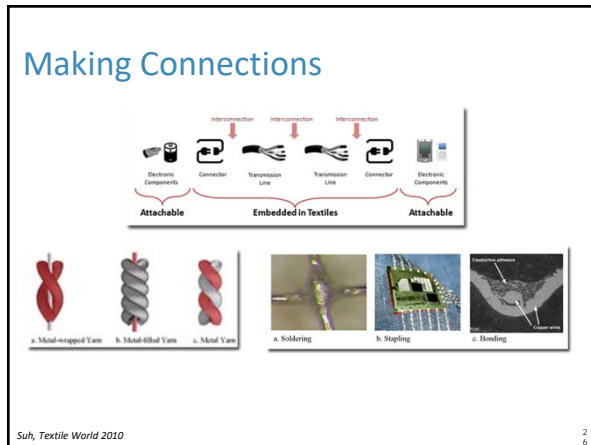 Making Connections
Interconnection Interconnection Interconnection
Electronic Components Connector Transmission Line Transmission Line Connector Electronic Components
Attachable Embedded in Textiles Attachable
a. Metal-wrapped Yarn b. Metal-filled Yarn c. Metal Yarn
Conductive adhesive
Copper wires
a. Soldering b. Stapling c. Bonding
Suh, Textile World 2010
2
6